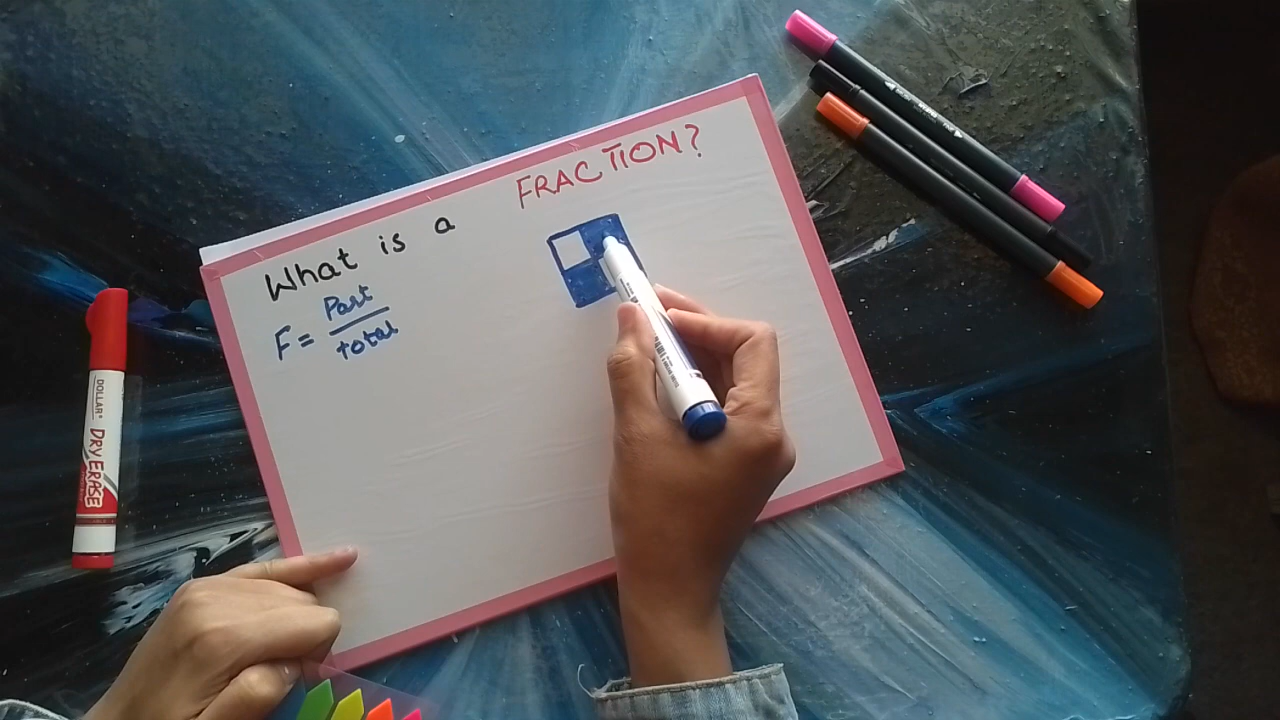 What is a FRACTION?
F = Part
total
DOLLAR®
DRY ERASE